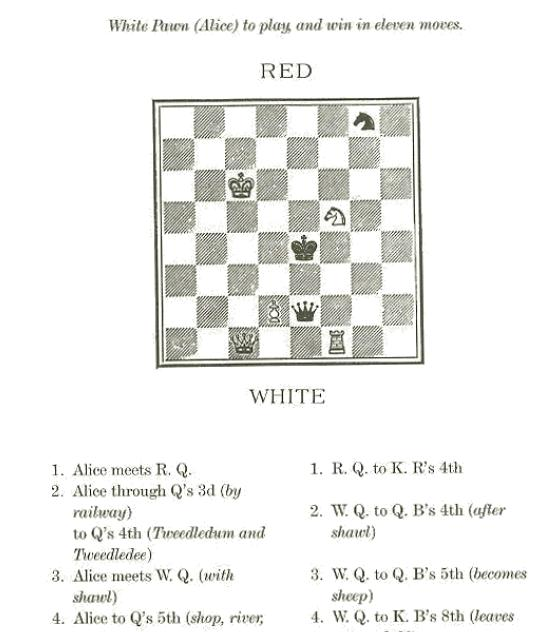 White Pawn (Alice) to play, and win in eleven moves.
RED
WHITE
1. Alice meets R. Q.
2. Alice through Q's 3d (by
railway)
to Q's 4th (Tweedledum and
Tweedledee)
3. Alice meets W. Q. (with
shawl)
4. Alice to Q's 5th (shop, river,
1. R. Q. to K. R's 4th
2. W. Q. to Q. B's 4th (after
shawl)
3. W. Q. to Q. B's 5th (becomes
sheep)
4. W. Q. to K. B's 8th (leaves